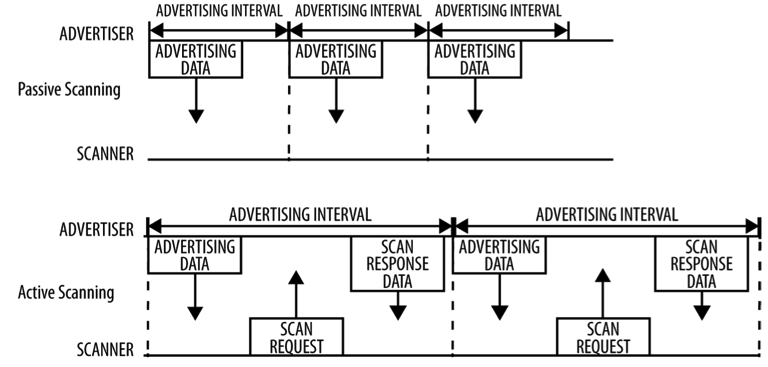 ADVERTISING INTERVAL ADVERTISING INTERVAL ADVERTISING INTERVAL
ADVERTISER
ADVERTISING ADVERTISING ADVERTISING
DATA DATA DATA
Passive Scanning
SCANNER
ADVERTISING INTERVAL ADVERTISING INTERVAL
ADVERTISER
ADVERTISING SCAN ADVERTISING SCAN
DATA RESPONSE DATA RESPONSE
DATA DATA
Active Scanning
SCAN SCAN
REQUEST REQUEST
SCANNER